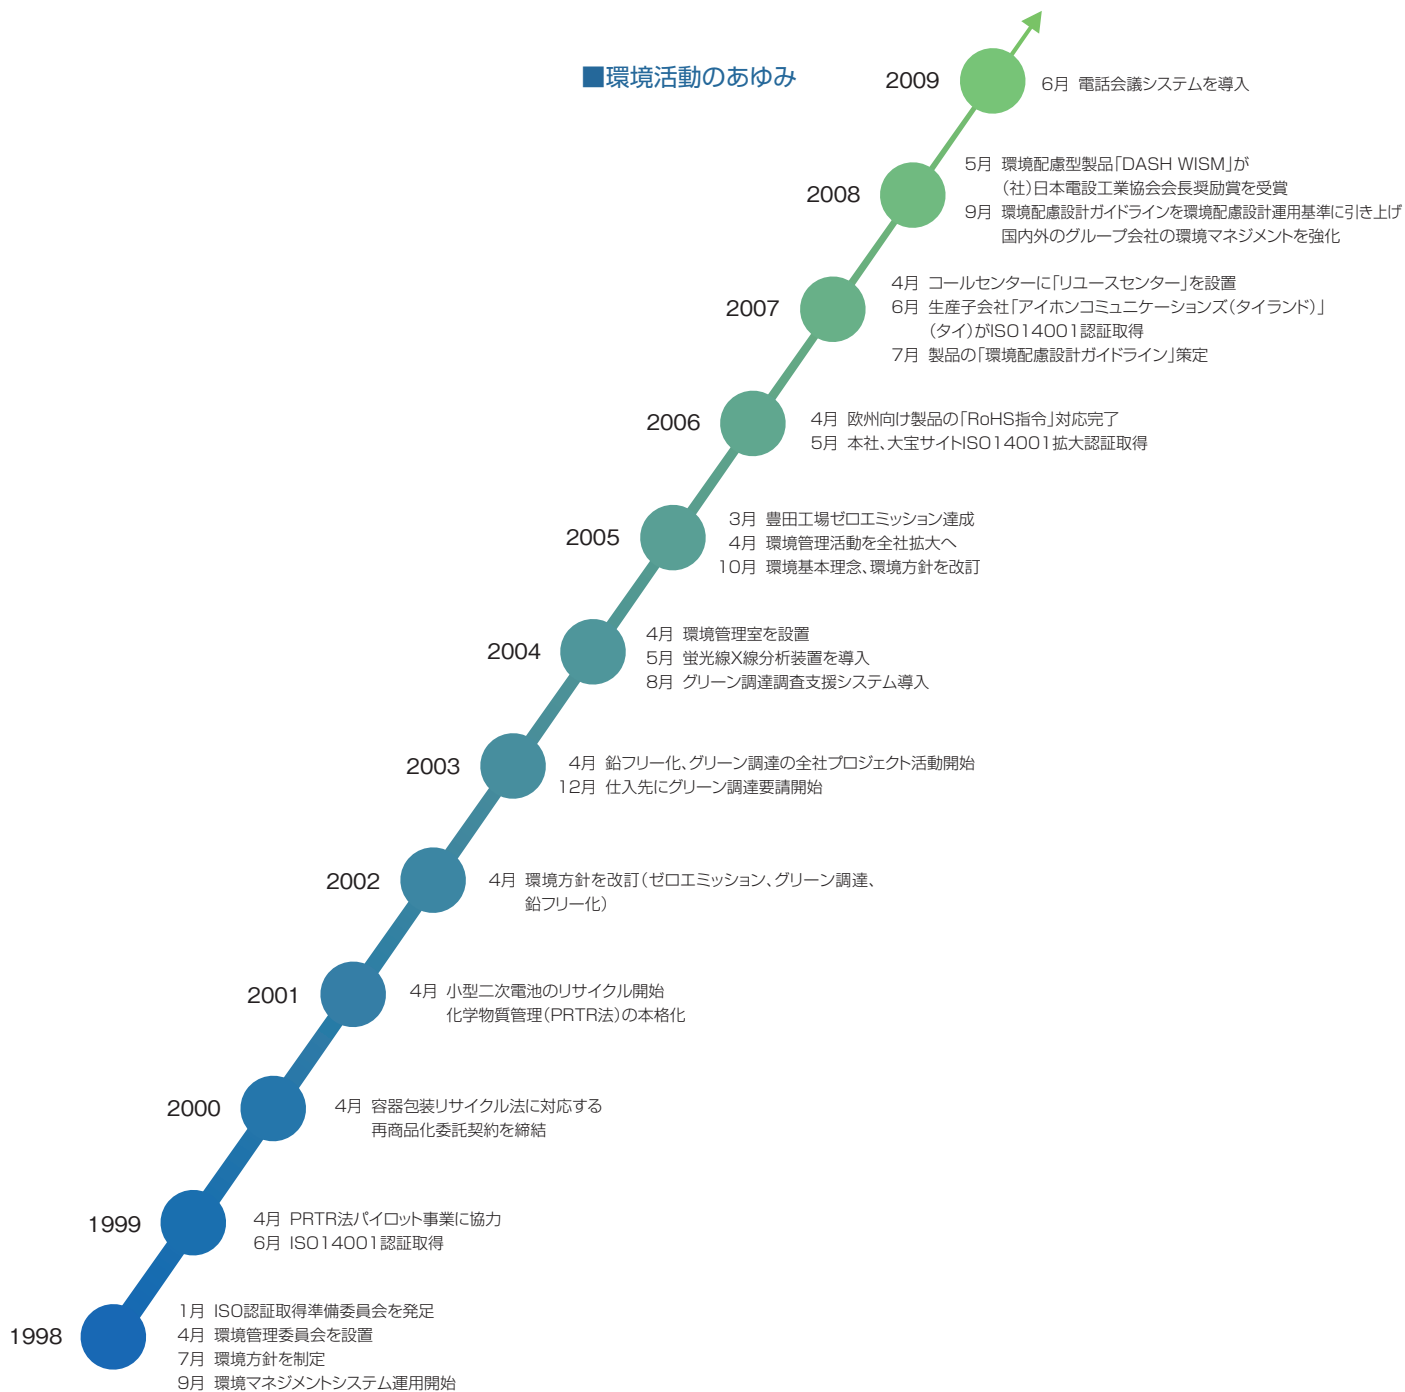 ■環境活動のあゆみ
2009
6月 電話会議システムを導入
2008
5月 環境配慮型製品「DASH WISM」が
（社）日本電設工業協会会長奨励賞を受賞
9月 環境配慮設計ガイドラインを環境配慮設計運用基準に引き上げ
国内外のグループ会社の環境マネジメントを強化
2007
4月 コールセンターに「リユースセンター」を設置
6月 生産子会社「アイホンコミュニケーションズ（タイランド）」
（タイ）がISO14001認証取得
7月 製品の「環境配慮設計ガイドライン」策定
2006
4月 欧州向け製品の「RoHS指令」対応完了
5月 本社、大宝サイトISO14001拡大認証取得
2005
3月 豊田工場ゼロエミッション達成
4月 環境管理活動を全社拡大へ
10月 環境基本理念、環境方針を改訂
2004
4月 環境管理室を設置
5月 蛍光線X線分析装置を導入
8月 グリーン調達調査支援システム導入
2003
4月 鉛フリー化、グリーン調達の全社プロジェクト活動開始
12月 仕入先にグリーン調達要請開始
2002
4月 環境方針を改訂（ゼロエミッション、グリーン調達、
鉛フリー化）
2001
4月 小型二次電池のリサイクル開始
化学物質管理（PRTR法）の本格化
2000
4月 容器包装リサイクル法に対応する
再商品化委託契約を締結
1999
4月 PRTR法パイロット事業に協力
6月 ISO14001認証取得
1998
1月 ISO認証取得準備委員会を発足
4月 環境管理委員会を設置
7月 環境方針を制定
9月 環境マネジメントシステム運用開始